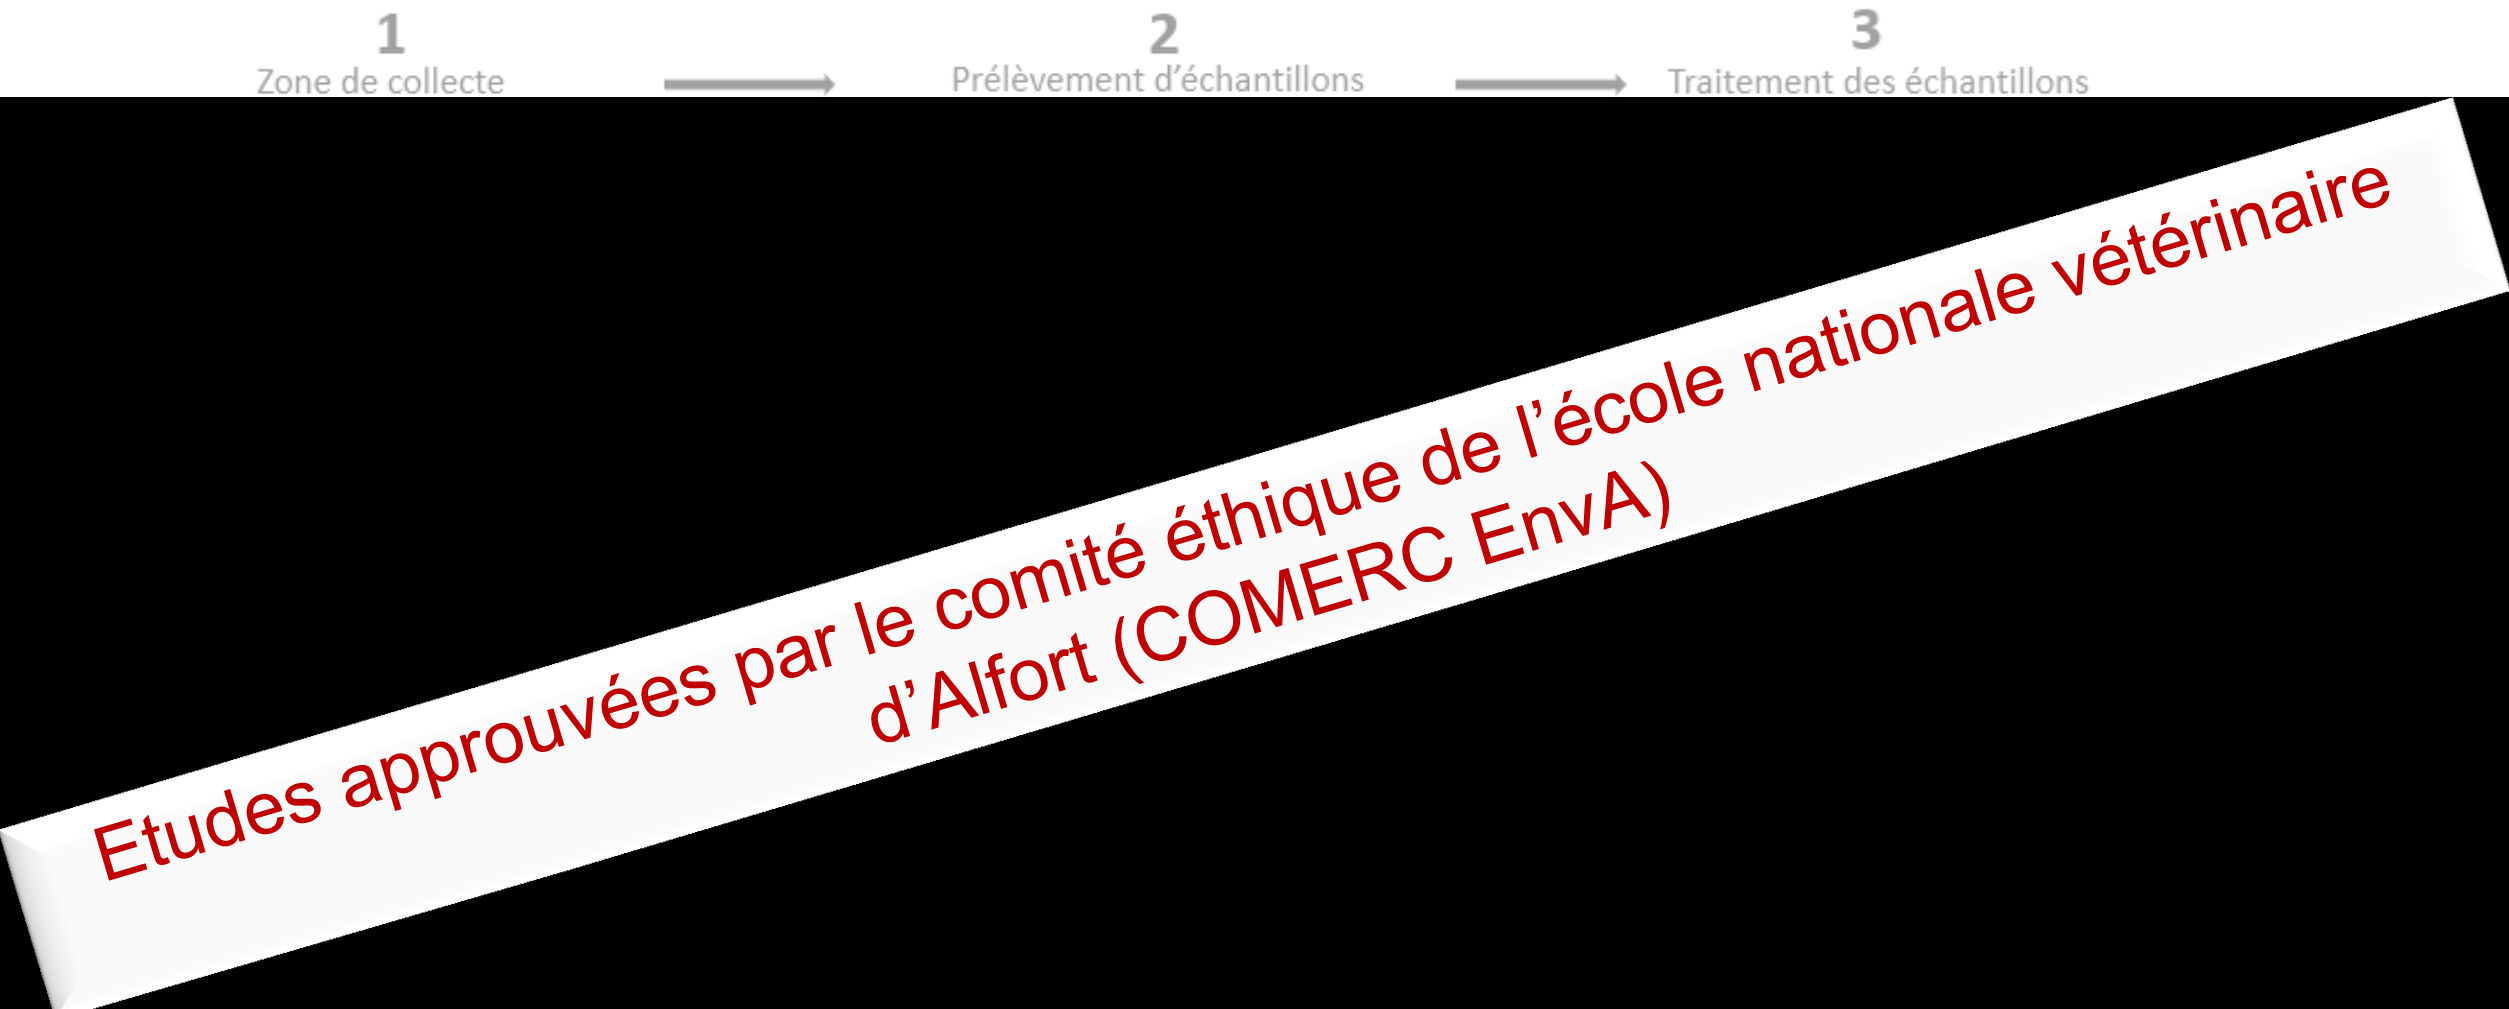 1
Zone de collecte
2
Prélèvement d’échantillons
3
Traitement des échantillons
Etudes approuvées par le comité éthique de l’école nationale vétérinaire
d’Alfort (COMERC EnvA)